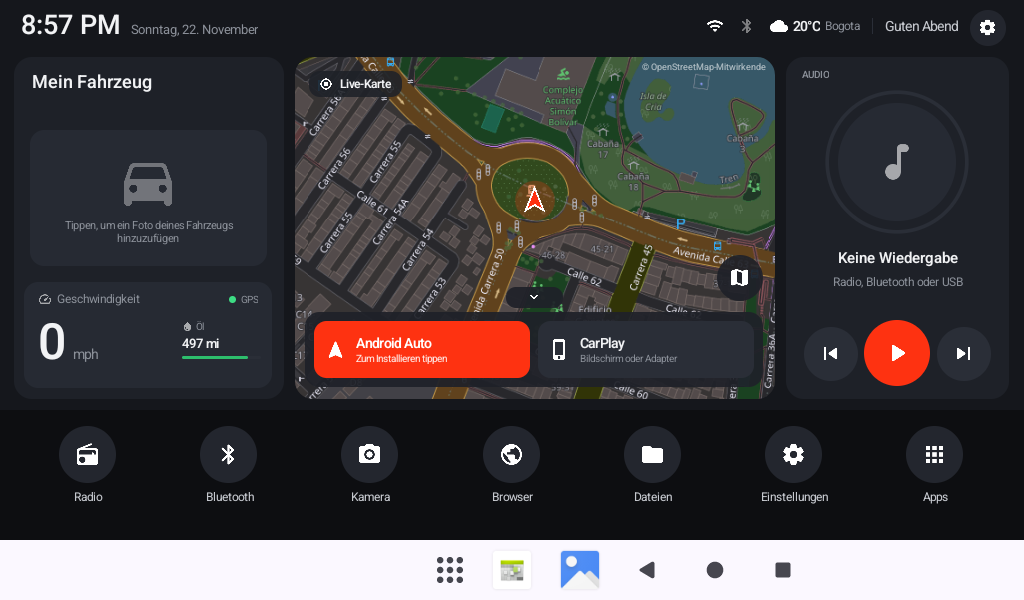 8:57 PM
Sonntag, 22. November
20°C Bogota
Guten Abend
Mein Fahrzeug
Tippen, um ein Foto deines Fahrzeugs
hinzuzufügen
Geschwindigkeit
GPS
0 mph
Öl
497 mi
Live-Karte
© OpenStreetMap-Mitwirkende
Complejo
Acuático
Simón
Bolívar
Isla de
Cría
Cabaña
17
Cabaña
18
Cabaña
3
Tren
Carrera 56
Carrera 56
Carrera 55
Carrera 55
Calle 61
Carrera 54A
Carrera 54
Carrera 53
Carrera 50
45-21
46-28
Avenida Cal
Carrera 45
Calle 62
Edificio
Calle 60
Carrera 36A
Android Auto
Zum Installieren tippen
CarPlay
Bildschirm oder Adapter
AUDIO
Keine Wiedergabe
Radio, Bluetooth oder USB
Radio
Bluetooth
Kamera
Browser
Dateien
Einstellungen
Apps